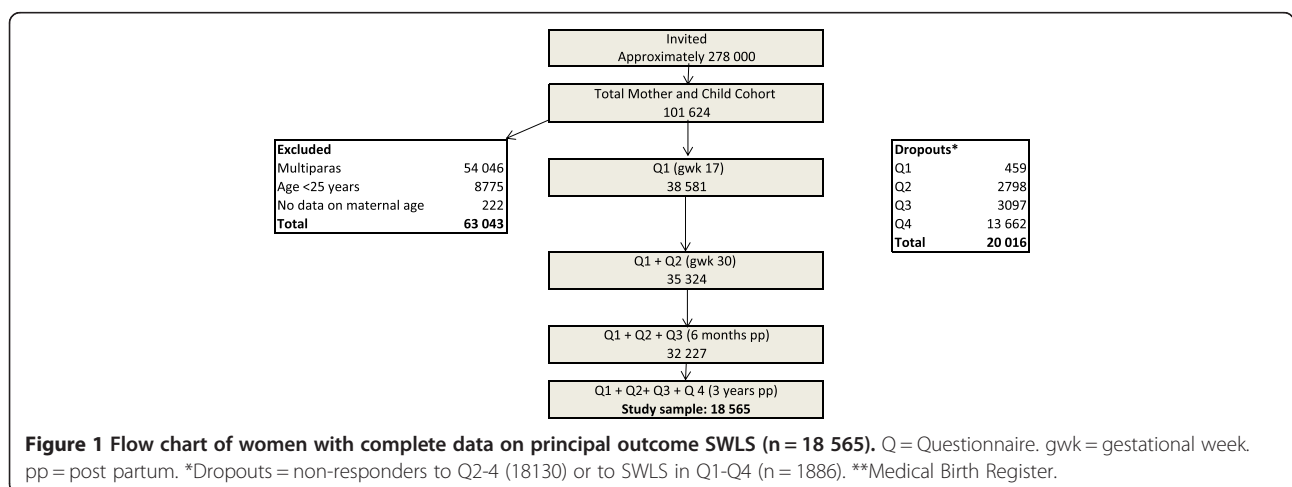 Invited
Approximately 278 000
Total Mother and Child Cohort
101 624
Excluded
Multiparas 54 046
Age <25 years 8775
No data on maternal age 222
Total 63 043
Q1 (gwk 17)
38 581
Dropouts*
Q1 459
Q2 2798
Q3 3097
Q4 13 662
Total 20 016
Q1 + Q2 (gwk 30)
35 324
Q1 + Q2 + Q3 (6 months pp)
32 227
Q1 + Q2+ Q3 + Q 4 (3 years pp)
Study sample: 18 565
Figure 1 Flow chart of women with complete data on principal outcome SWLS (n = 18 565). Q = Questionnaire. gwk = gestational week.
pp = post partum. *Dropouts = non-responders to Q2-4 (18130) or to SWLS in Q1-Q4 (n = 1886). **Medical Birth Register.